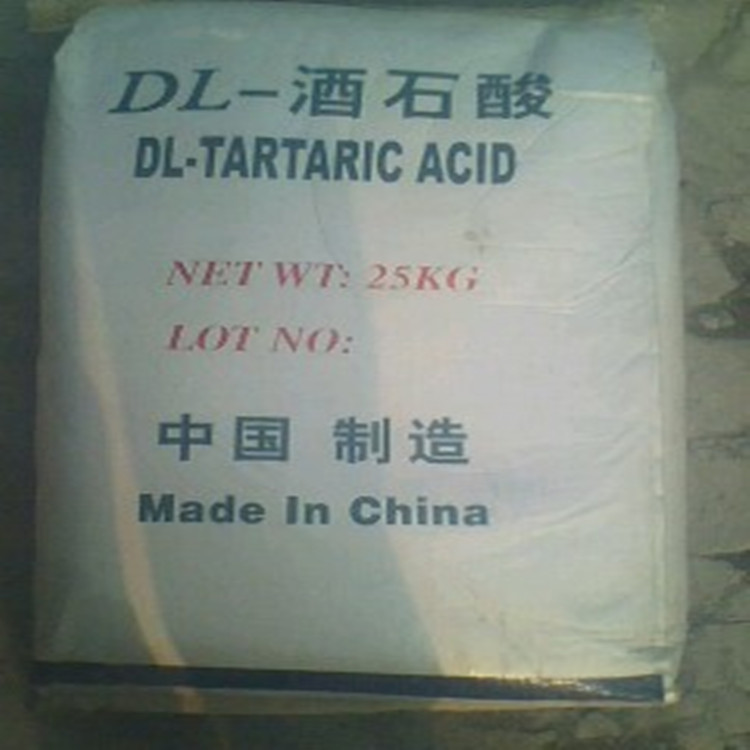 DL-酒石酸
DL-TARTARIC ACID
NET WT: 25KG
LOT NO:
中国 制造
Made In China